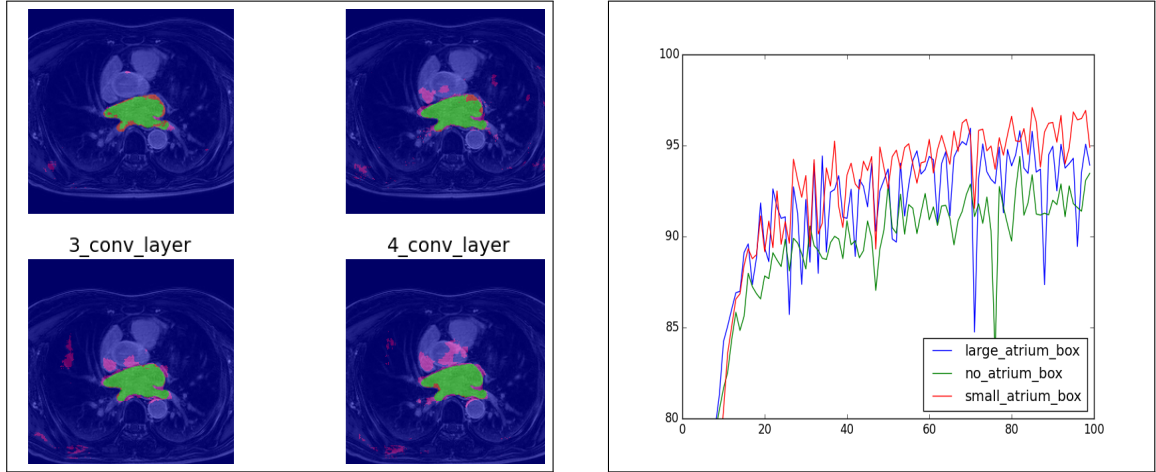 3_conv_layer
4_conv_layer
100
95
90
85
80
0
20
40
60
80
100
large_atrium_box
no_atrium_box
small_atrium_box